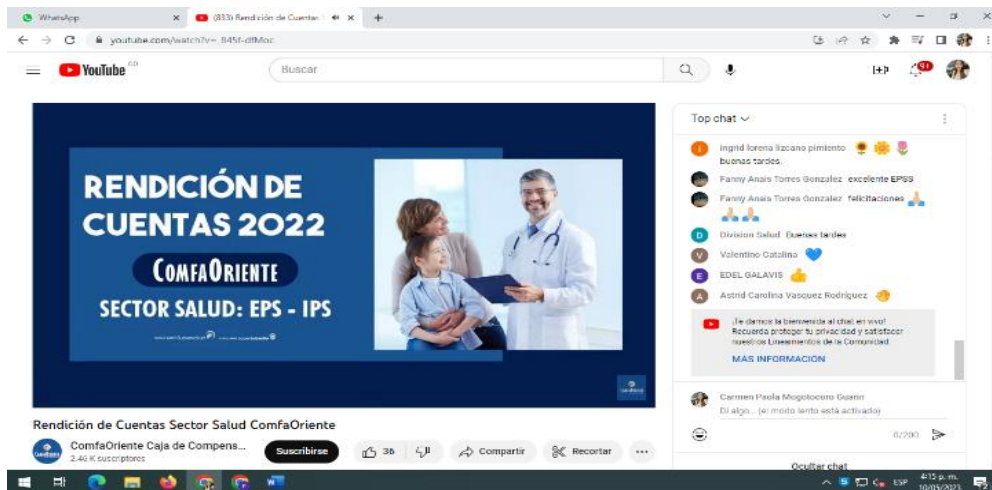 WhatsApp
(833) Rendición de Cuentas
youtube.com/watch?v=
YouTube CO
Buscar
RENDICIÓN DE
CUENTAS 2022
COMFAORIENTE
SECTOR SALUD: EPS - IPS
Rendición de Cuentas Sector Salud ComfaOriente
ComfaOriente Caja de Compens...
2.46 K suscriptores
Suscribirse
36
Compartir
Recortar
Top chat
ingrid lorena lizcano pimiento
buenas tardes.
Fanny Anais Torres Gonzalez excelente EPSS
Fanny Anais Torres Gonzalez felicitaciones
D Division Salud Buenas tardes
V Valentino Catalina
E EDEL GALAVIS
A Astrid Carolina Vasquez Rodriguez
¡Te damos la bienvenida al chat en vivo!
Recuerda proteger tu privacidad y satisfacer
nuestros Lineamientos de la Comunidad.
MÁS INFORMACIÓN
Carmen Paola Mogotocoro Guarin
Di algo... (el modo lento está activado)
0/200
Ocultar chat
ESP
4:15 p. m.
10/05/2023